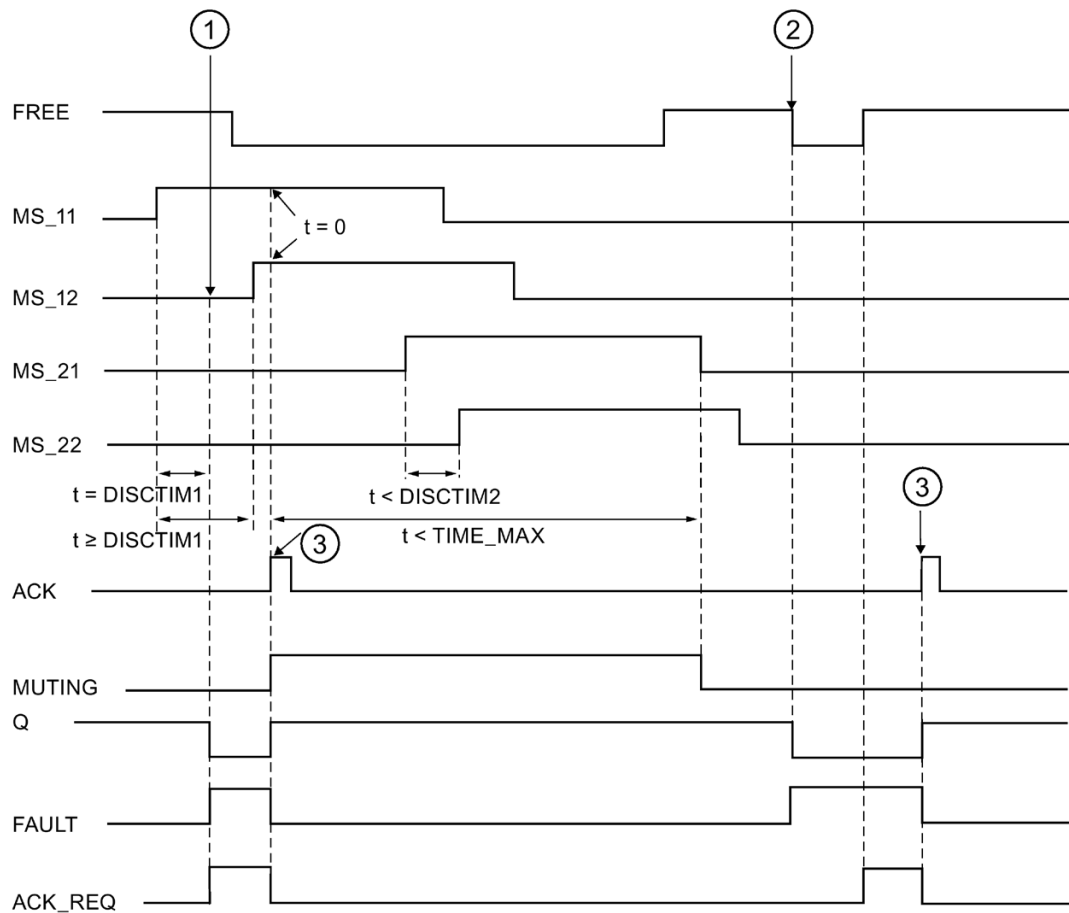 1
2
FREE
MS_11
t = 0
MS_12
MS_21
MS_22
t = DISCTIM1
t < DISCTIM2
3
t ≥ DISCTIM1
3
t < TIME_MAX
ACK
MUTING
Q
FAULT
ACK_REQ